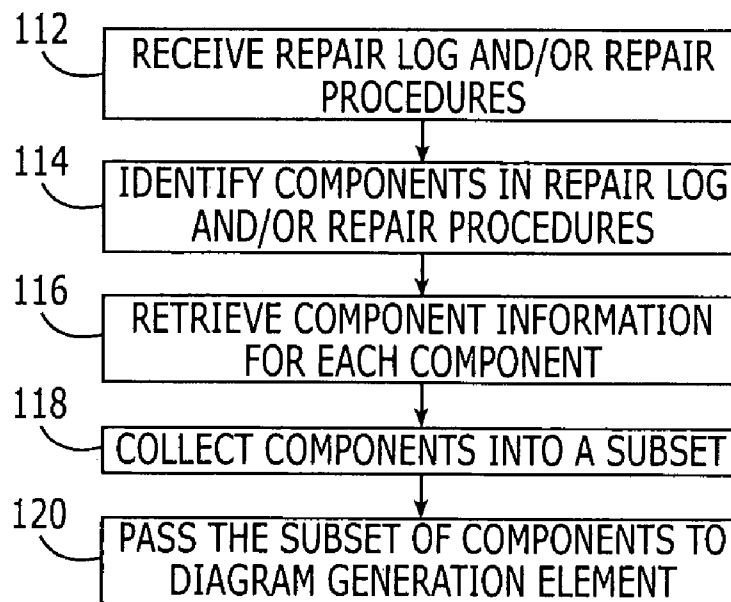 112
RECEIVE REPAIR LOG AND/OR REPAIR
PROCEDURES
114
IDENTIFY COMPONENTS IN REPAIR LOG
AND/OR REPAIR PROCEDURES
116
RETRIEVE COMPONENT INFORMATION
FOR EACH COMPONENT
118
COLLECT COMPONENTS INTO A SUBSET
120
PASS THE SUBSET OF COMPONENTS TO
DIAGRAM GENERATION ELEMENT